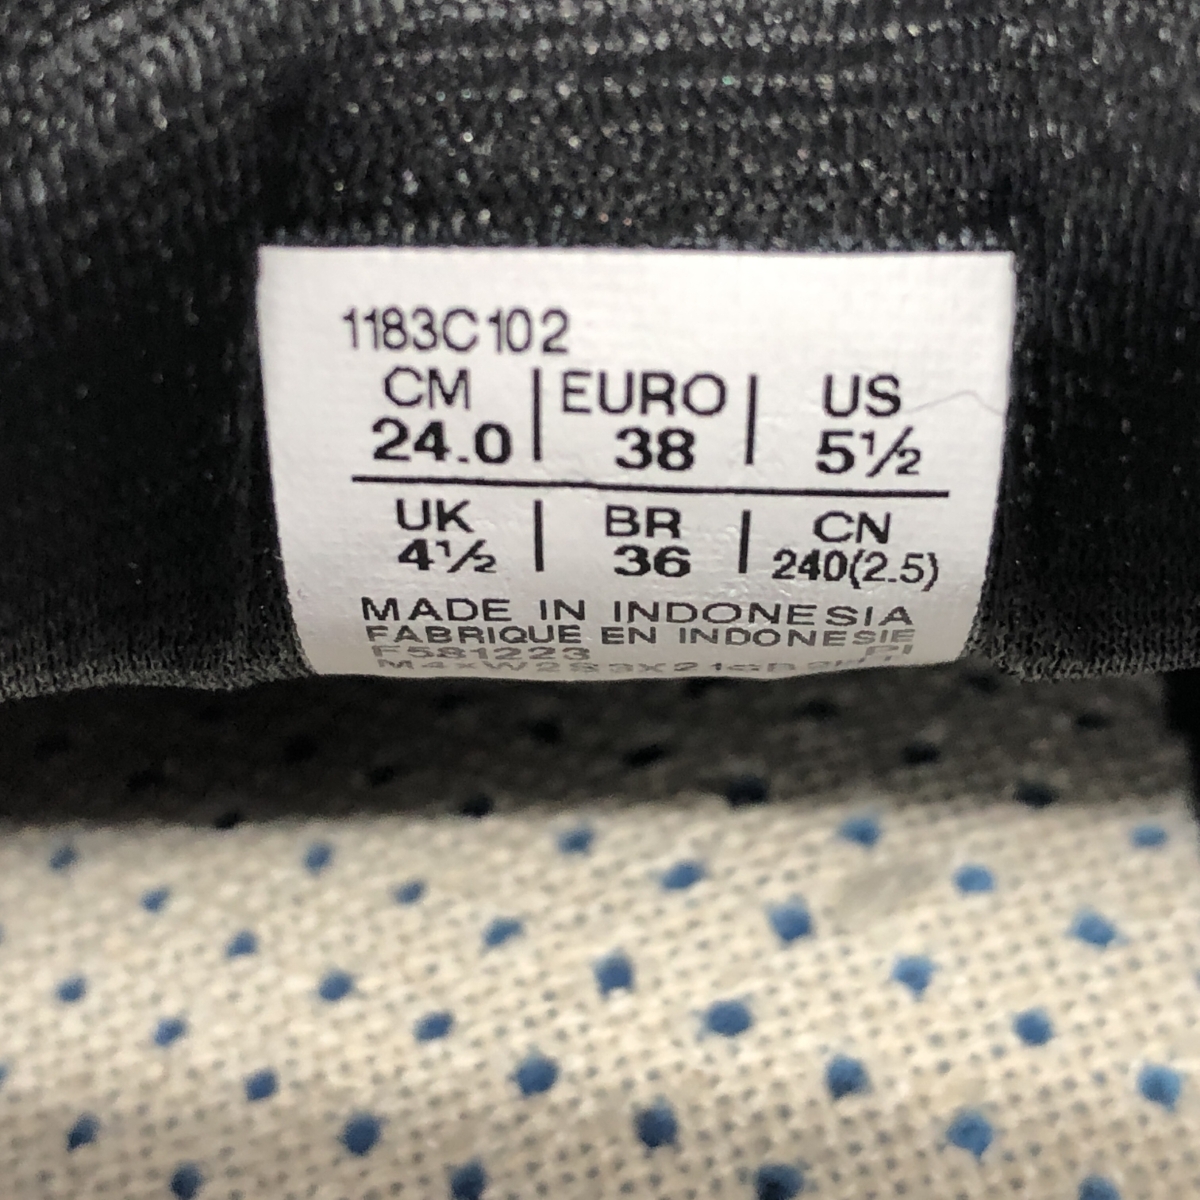 1183C102
CM | EURO | US
24.0 | 38 | 5½
UK | BR | CN
4½ | 36 | 240(2.5)
MADE IN INDONESIA
FABRIQUE EN INDONESIE
F581223 PI